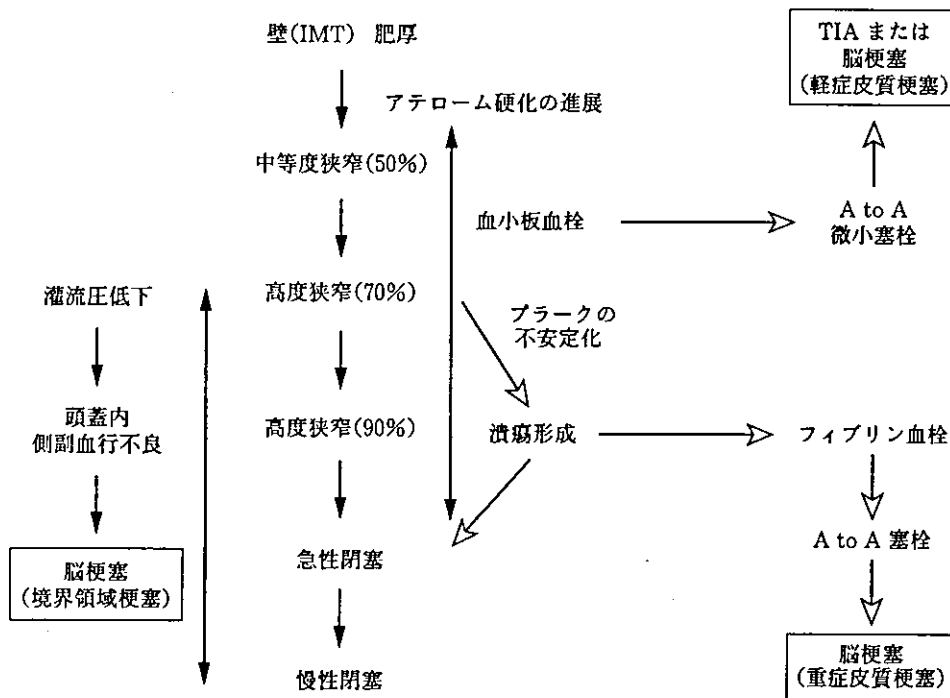 壁(IMT) 肥厚
アテローム硬化の進展
中等度狭窄(50%)
高度狭窄(70%)
高度狭窄(90%)
急性閉塞
慢性閉塞
灌流圧低下
頭蓋内
側副血行不良
脳梗塞
(境界領域梗塞)
血小板血栓
プラークの
不安定化
潰瘍形成
TIA または
脳梗塞
(軽症皮質梗塞)
A to A
微小塞栓
フィブリン血栓
A to A 塞栓
脳梗塞
(重症皮質梗塞)